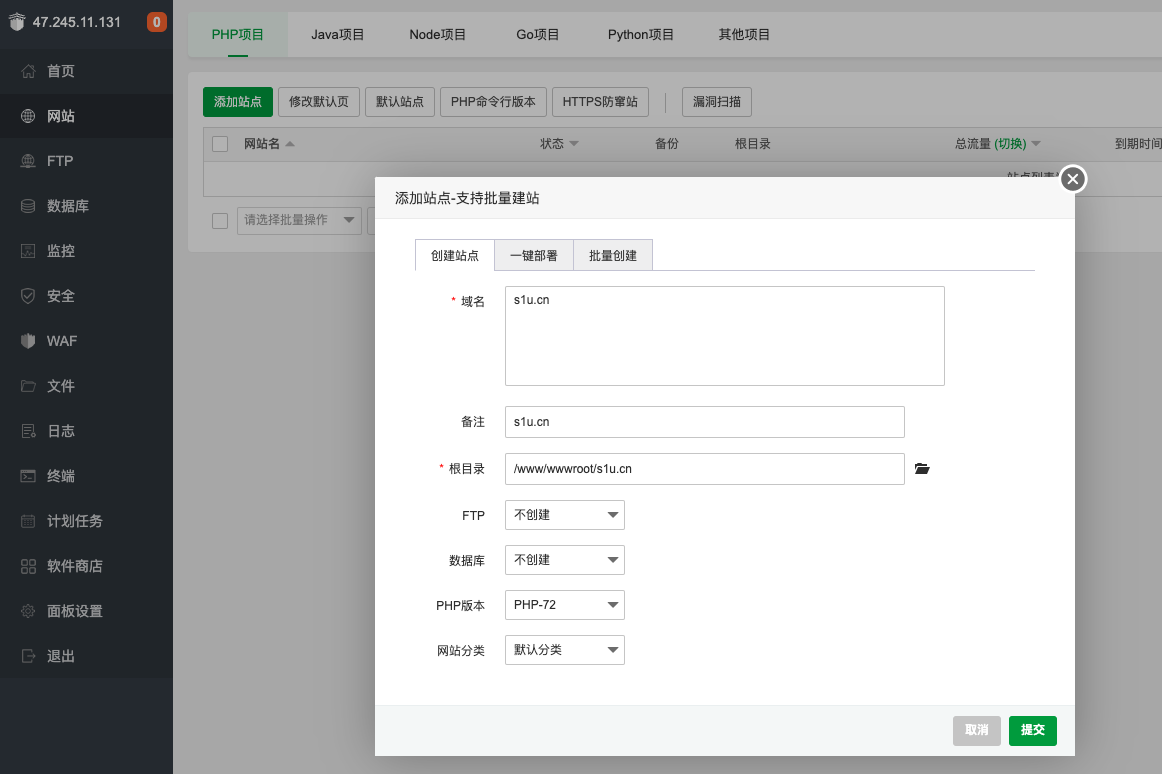 47.245.11.131
0
首页
网站
FTP
数据库
监控
安全
WAF
文件
日志
终端
计划任务
软件商店
面板设置
退出
PHP项目 Java项目 Node项目 Go项目 Python项目 其他项目
添加站点 修改默认页 默认站点 PHP命令行版本 HTTPS防窜站 漏洞扫描
网站名 状态 备份 根目录 总流量 (切换) 到期时间
站点列表
请选择批量操作
添加站点-支持批量建站
创建站点 一键部署 批量创建
* 域名 s1u.cn
备注 s1u.cn
* 根目录 /www/wwwroot/s1u.cn
FTP 不创建
数据库 不创建
PHP版本 PHP-72
网站分类 默认分类
取消 提交